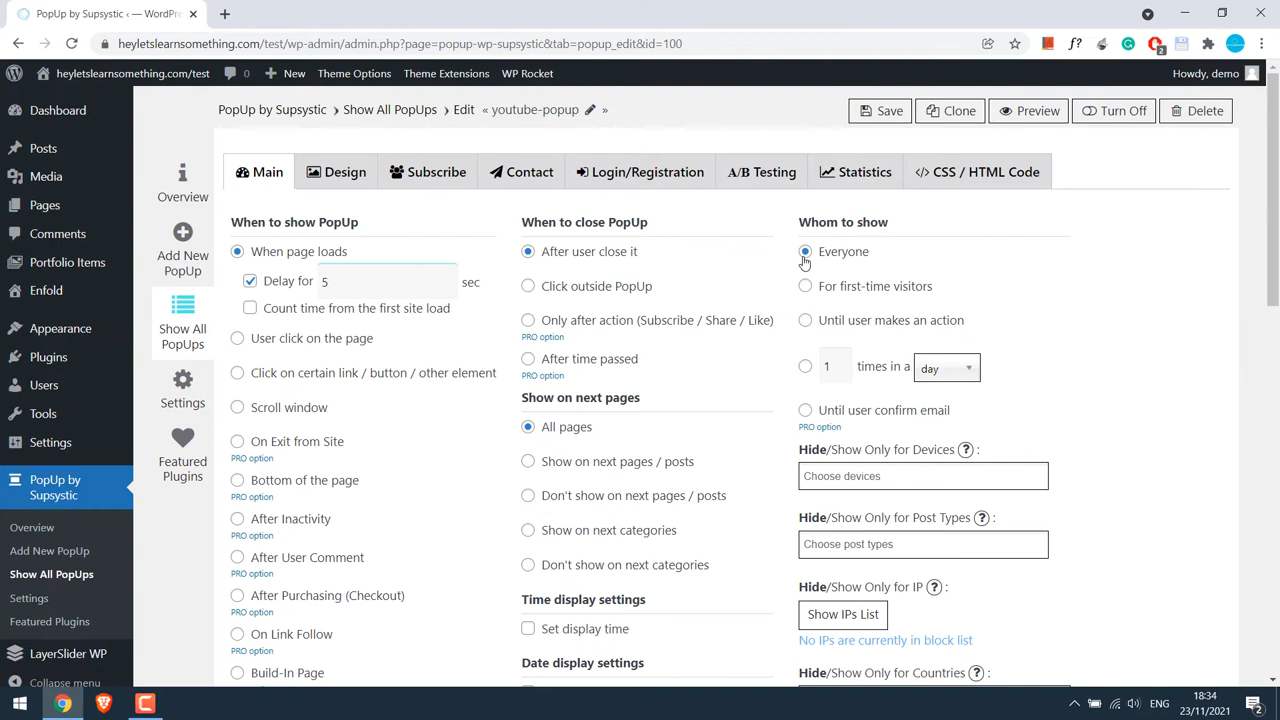 PopUp by Supsystic ‹ — WordPre
heyletslearnsomething.com/test/wp-admin/admin.php?page=popup-wp-supsystic&tab=popup_edit&id=100
f?
2
heyletslearnsomething.com/test
0
New
Theme Options
Theme Extensions
WP Rocket
Howdy, demo
Dashboard
Posts
Media
Pages
Comments
Portfolio Items
Enfold
Appearance
Plugins
Users
Tools
Settings
PopUp by
Supsystic
Overview
Add New PopUp
Show All PopUps
Settings
Featured Plugins
LayerSlider WP
Collapse menu
Overview
Add New
PopUp
Show All
PopUps
Settings
Featured
Plugins
PopUp by Supsystic › Show All PopUps › Edit « youtube-popup »
Save
Clone
Preview
Turn Off
Delete
Main
Design
Subscribe
Contact
Login/Registration
A/B Testing
Statistics
</> CSS / HTML Code
When to show PopUp
When page loads
Delay for 5 sec
Count time from the first site load
User click on the page
Click on certain link / button / other element
Scroll window
On Exit from Site
PRO option
Bottom of the page
PRO option
After Inactivity
PRO option
After User Comment
PRO option
After Purchasing (Checkout)
PRO option
On Link Follow
PRO option
Build-In Page
When to close PopUp
After user close it
Click outside PopUp
Only after action (Subscribe / Share / Like)
PRO option
After time passed
PRO option
Show on next pages
All pages
Show on next pages / posts
Don't show on next pages / posts
Show on next categories
Don't show on next categories
Time display settings
Set display time
Date display settings
Whom to show
Everyone
For first-time visitors
Until user makes an action
1 times in a day
Until user confirm email
PRO option
Hide/Show Only for Devices ? :
Choose devices
Hide/Show Only for Post Types ? :
Choose post types
Hide/Show Only for IP ? :
Show IPs List
No IPs are currently in block list
Hide/Show Only for Countries ? :
ENG
18:34
23/11/2021
2